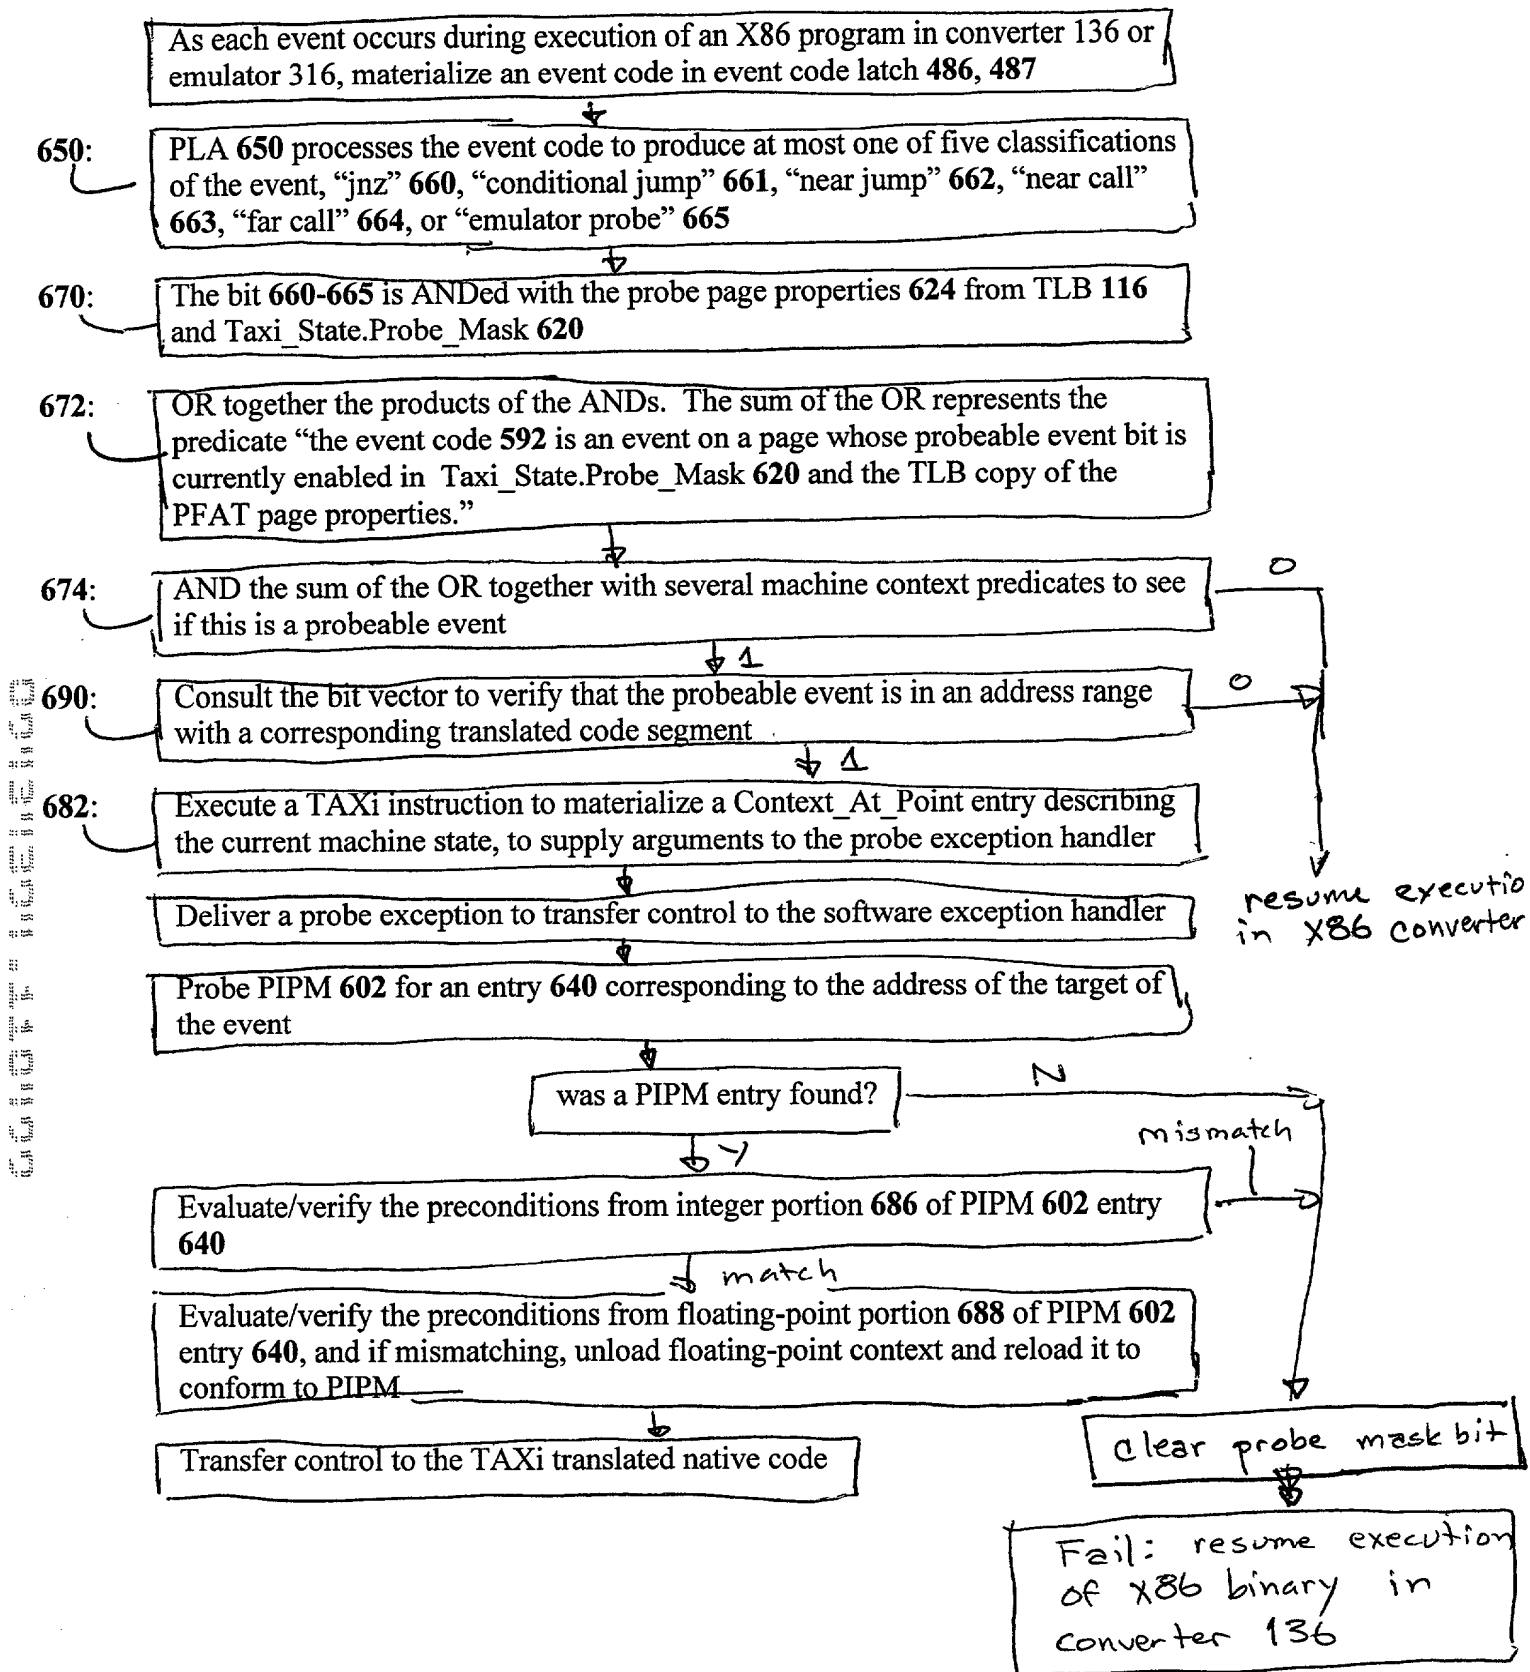 As each event occurs during execution of an X86 program in converter 136 or
emulator 316, materialize an event code in event code latch 486, 487
650:
PLA 650 processes the event code to produce at most one of five classifications
of the event, “jnz” 660, “conditional jump” 661, “near jump” 662, “near call”
663, “far call” 664, or “emulator probe” 665
670:
The bit 660-665 is ANDed with the probe page properties 624 from TLB 116
and Taxi_State.Probe_Mask 620
672:
OR together the products of the ANDs. The sum of the OR represents the
predicate “the event code 592 is an event on a page whose probeable event bit is
currently enabled in Taxi_State.Probe_Mask 620 and the TLB copy of the
PFAT page properties.”
674:
AND the sum of the OR together with several machine context predicates to see
if this is a probeable event
0
1
690:
Consult the bit vector to verify that the probeable event is in an address range
with a corresponding translated code segment
0
1
682:
Execute a TAXi instruction to materialize a Context_At_Point entry describing
the current machine state, to supply arguments to the probe exception handler
resume executio
in X86 converter
Deliver a probe exception to transfer control to the software exception handler
Probe PIPM 602 for an entry 640 corresponding to the address of the target of
the event
was a PIPM entry found?
N
Y
mismatch
Evaluate/verify the preconditions from integer portion 686 of PIPM 602 entry
640
match
Evaluate/verify the preconditions from floating-point portion 688 of PIPM 602
entry 640, and if mismatching, unload floating-point context and reload it to
conform to PIPM
Transfer control to the TAXi translated native code
clear probe mask bit
Fail: resume execution
of X86 binary in
converter 136